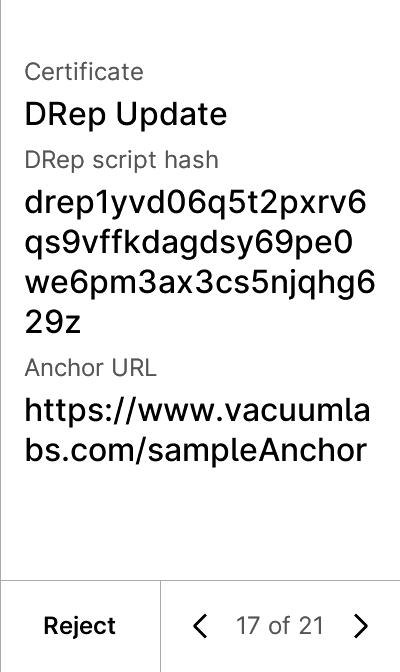 Certificate
DRep Update
DRep script hash
drep1yvd06q5t2pxrv6
qs9vffkdagdsy69pe0
we6pm3ax3cs5njqhg6
29z
Anchor URL
https://www.vacuumla
bs.com/sampleAnchor
Reject
17 of 21